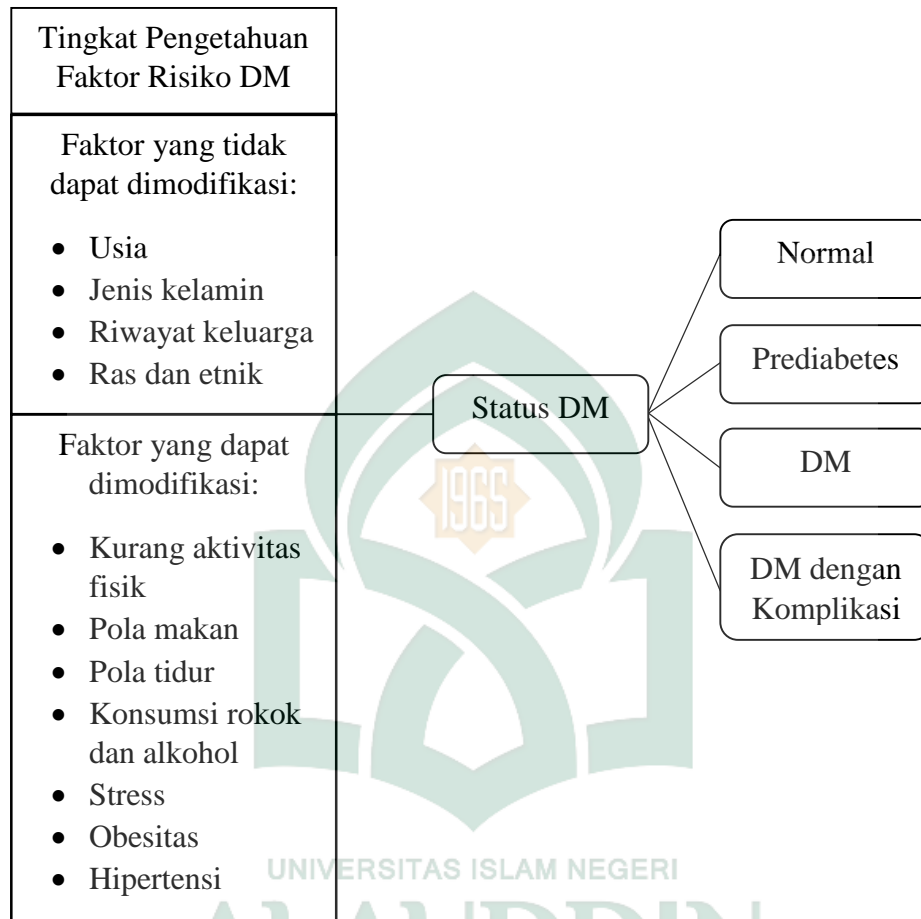 Tingkat Pengetahuan
Faktor Risiko DM
Faktor yang tidak
dapat dimodifikasi:
• Usia
• Jenis kelamin
• Riwayat keluarga
• Ras dan etnik
Faktor yang dapat
dimodifikasi:
• Kurang aktivitas
fisik
• Pola makan
• Pola tidur
• Konsumsi rokok
dan alkohol
• Stress
• Obesitas
• Hipertensi
Status DM
Normal
Prediabetes
DM
DM dengan
Komplikasi
1965
UNIVERSITAS ISLAM NEGERI
ALAUDDIN